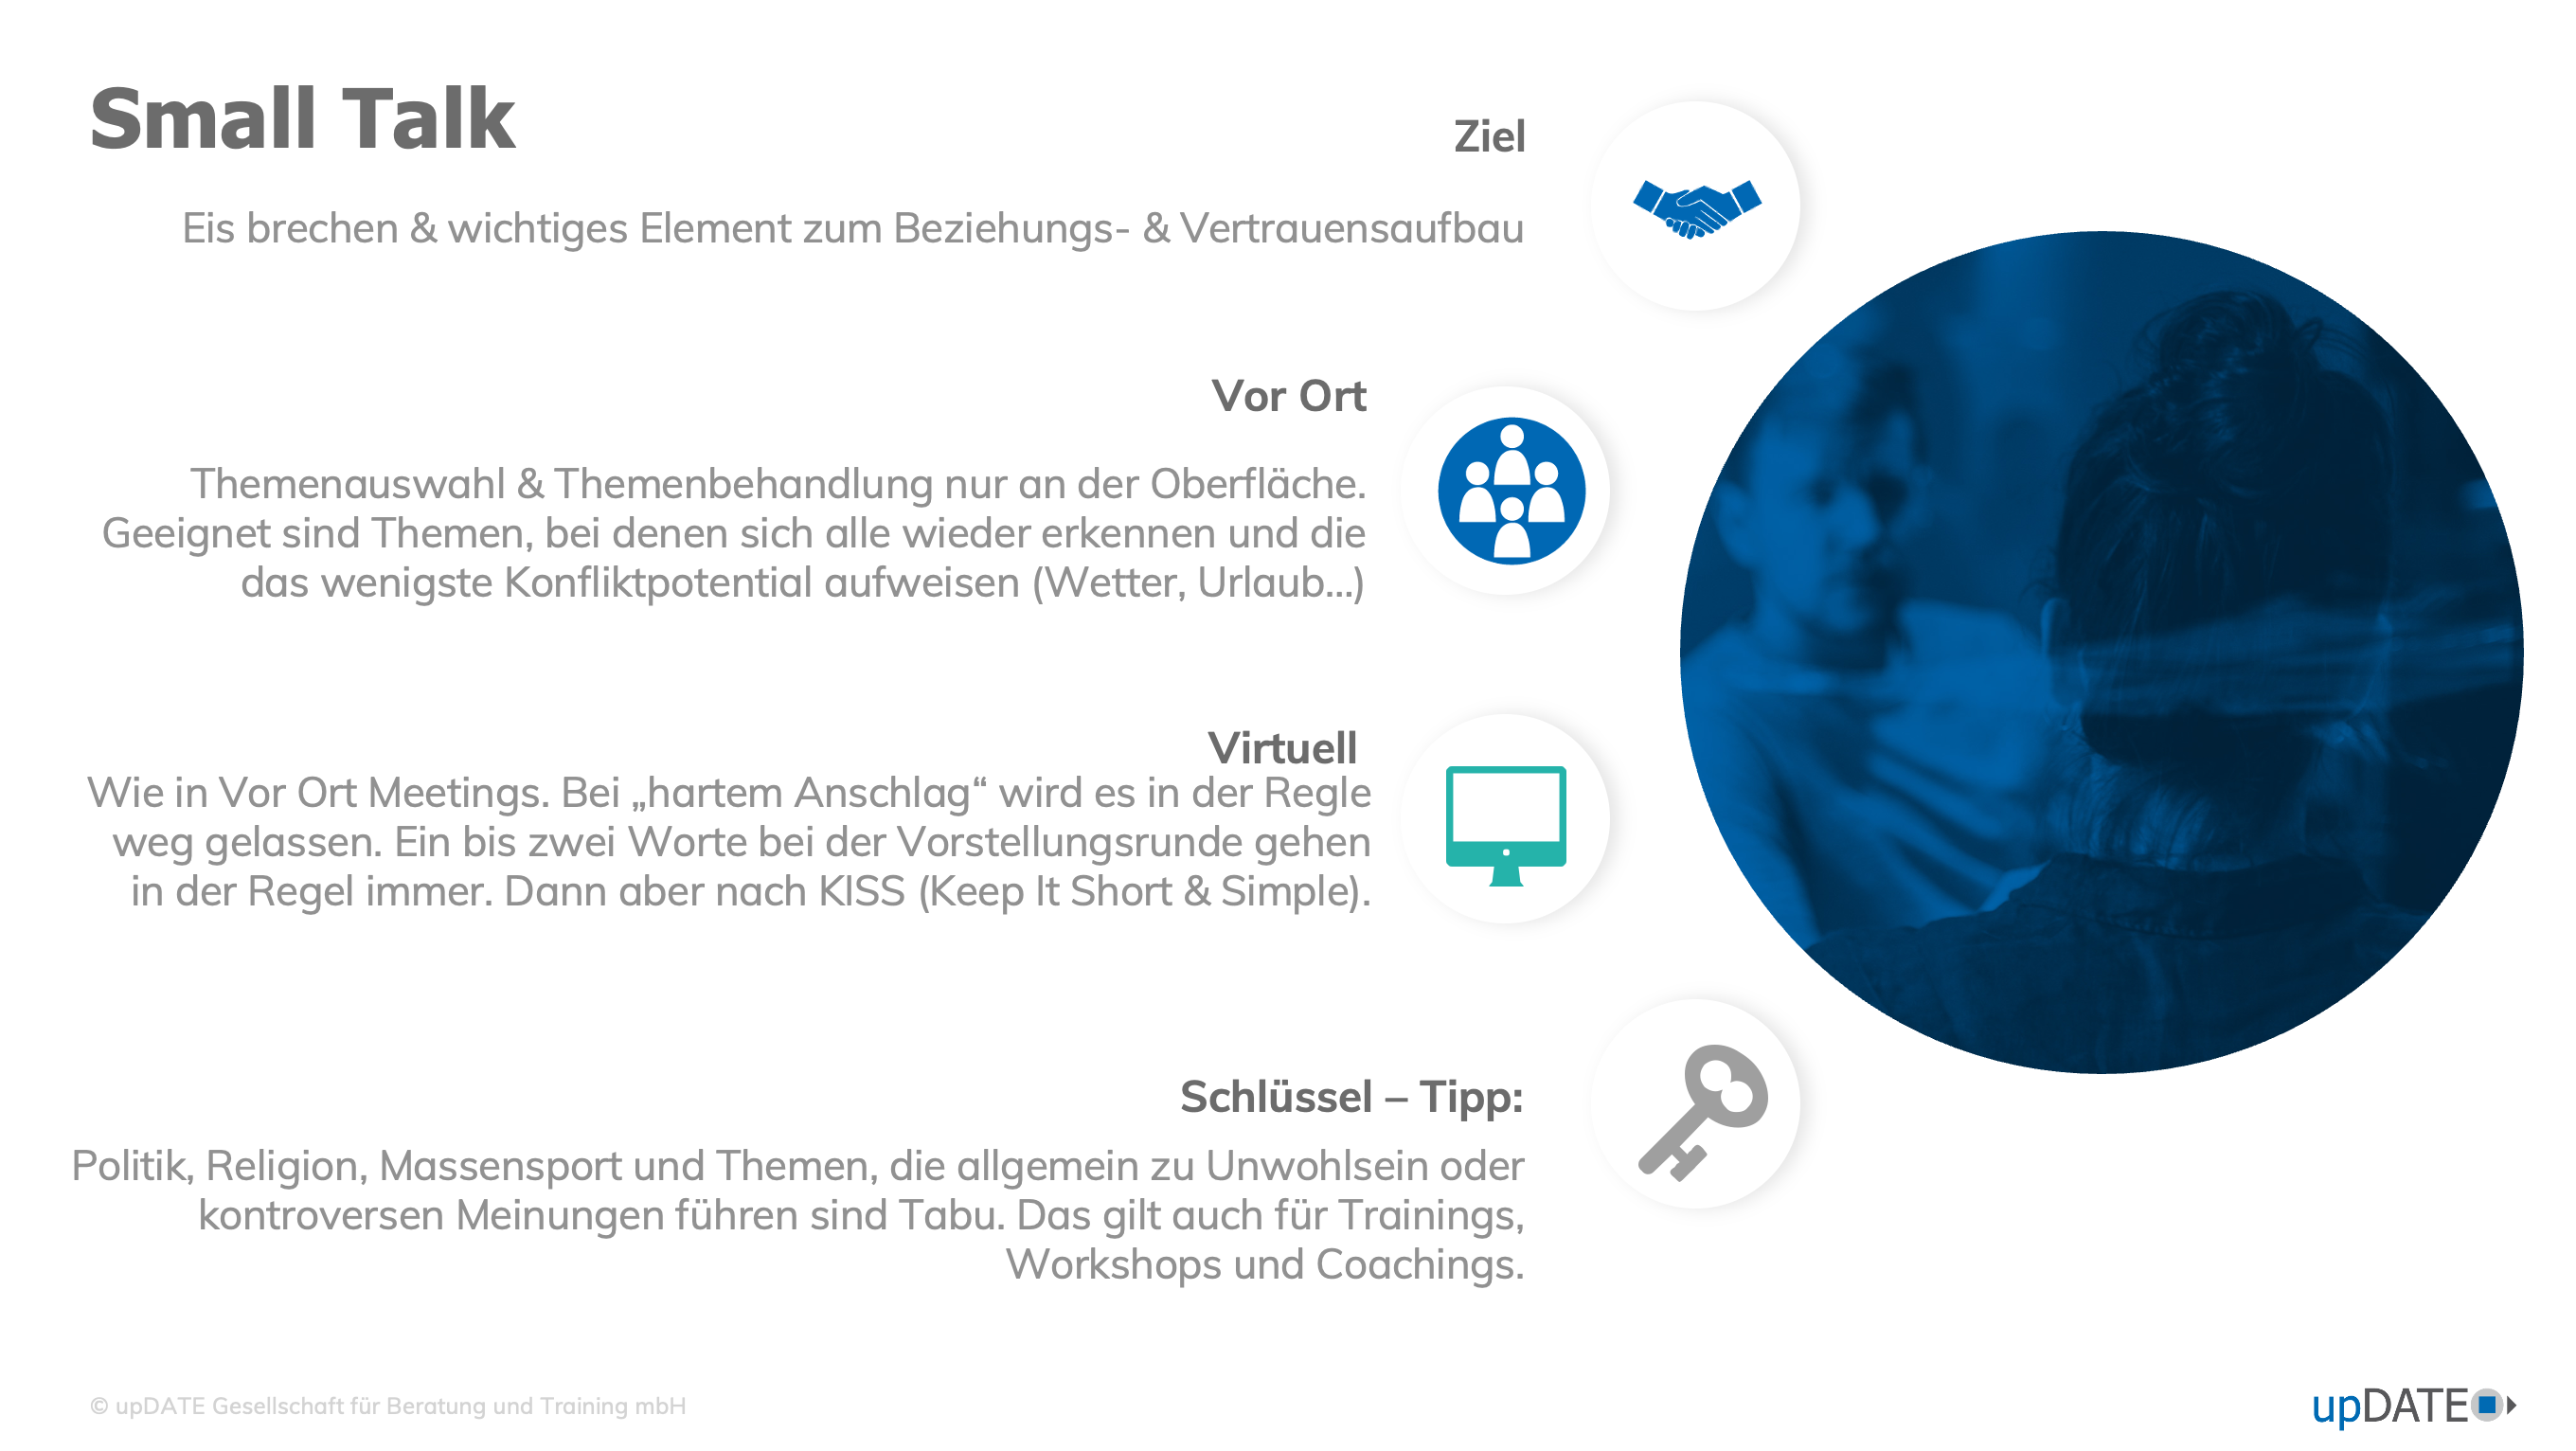 Small Talk
Ziel
Eis brechen & wichtiges Element zum Beziehungs- & Vertrauensaufbau
Vor Ort
Themenauswahl & Themenbehandlung nur an der Oberfläche.
Geeignet sind Themen, bei denen sich alle wieder erkennen und die
das wenigste Konfliktpotential aufweisen (Wetter, Urlaub...)
Virtuell
Wie in Vor Ort Meetings. Bei „hartem Anschlag“ wird es in der Regle
weg gelassen. Ein bis zwei Worte bei der Vorstellungsrunde gehen
in der Regel immer. Dann aber nach KISS (Keep It Short & Simple).
Schlüssel – Tipp:
Politik, Religion, Massensport und Themen, die allgemein zu Unwohlsein oder
kontroversen Meinungen führen sind Tabu. Das gilt auch für Trainings,
Workshops und Coachings.
© upDATE Gesellschaft für Beratung und Training mbH
upDATE